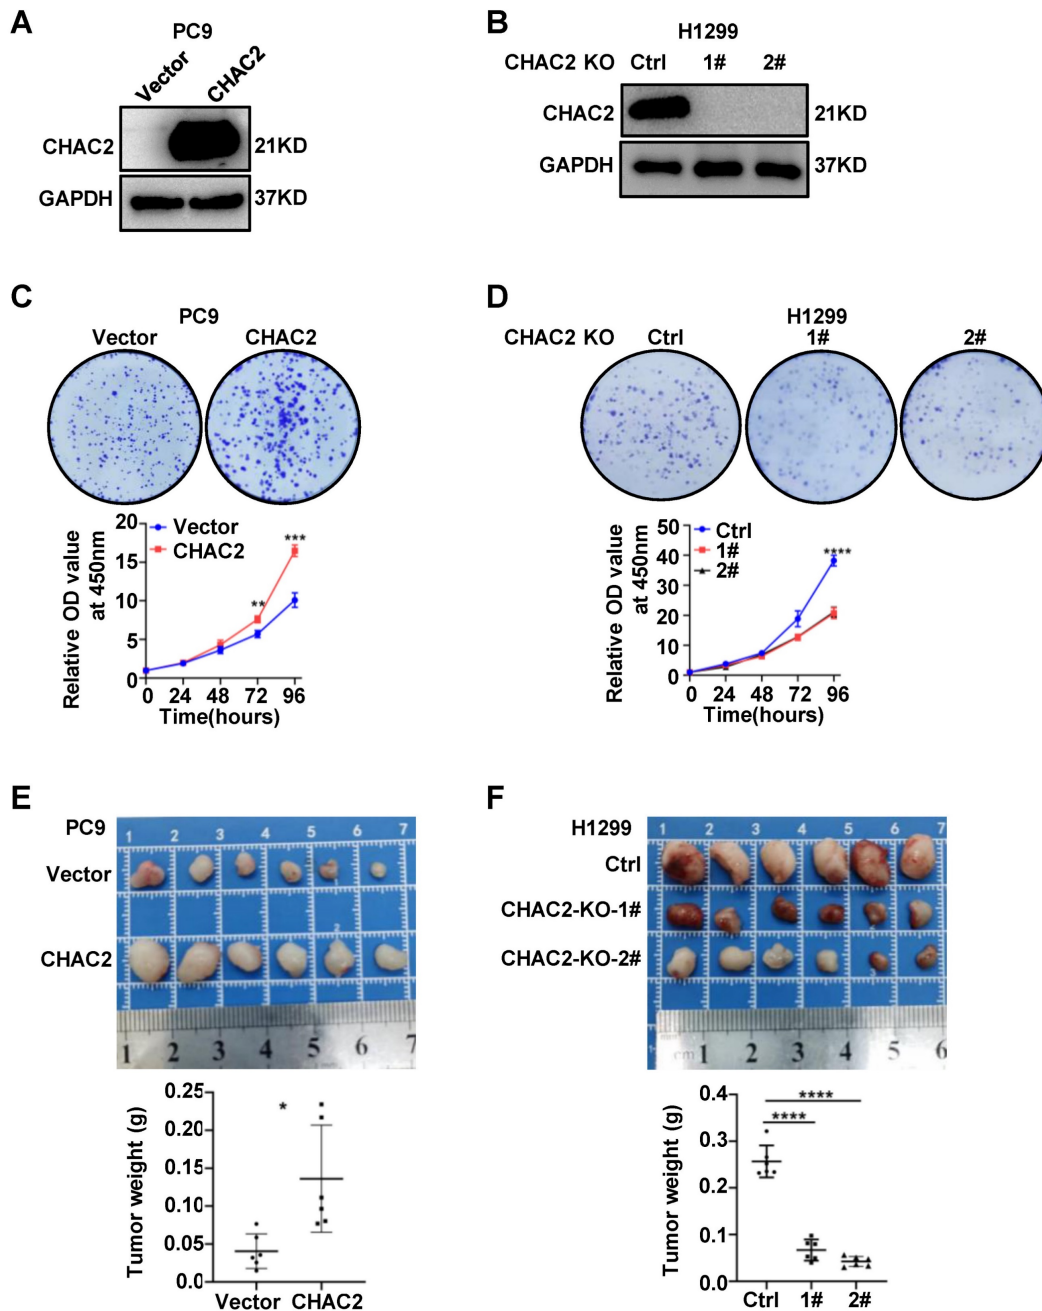 A
PC9
Vector CHAC2
CHAC2 21KD
GAPDH 37KD
B
H1299
CHAC2 KO Ctrl 1# 2#
CHAC2 21KD
GAPDH 37KD
C
PC9
Vector CHAC2
Relative OD value
at 450nm
20
15
10
5
0
Vector
CHAC2
**
***
0 24 48 72 96
Time(hours)
D
H1299
CHAC2 KO Ctrl 1# 2#
Relative OD value
at 450nm
50
40
30
20
10
0
Ctrl
1#
2#
****
0 24 48 72 96
Time(hours)
E
PC9
1 2 3 4 5 6 7
Vector
CHAC2
1 2 3 4 5 6 7
Tumor weight (g)
0.25
0.20
0.15
0.10
0.05
0.0
*
Vector CHAC2
F
H1299
1 2 3 4 5 6 7
Ctrl
CHAC2-KO-1#
CHAC2-KO-2#
cm 1 2 3 4 5 6
Tumor weight (g)
0.4
0.3
0.2
0.1
0.0
****
****
Ctrl 1# 2#